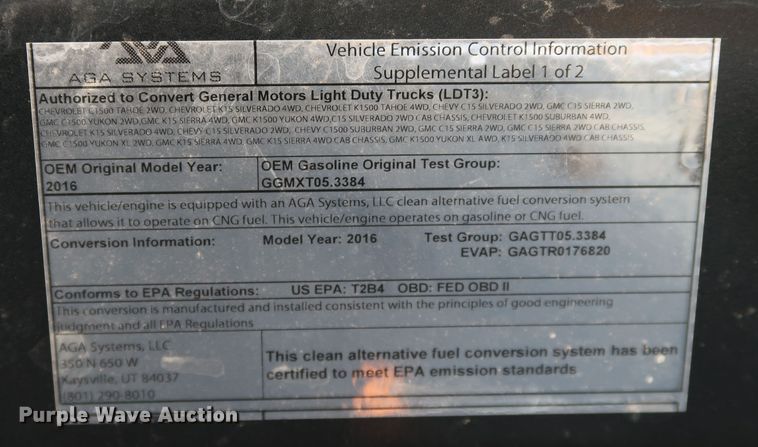 AGA SYSTEMS
Vehicle Emission Control Information
Supplemental Label 1 of 2
Authorized to Convert General Motors Light Duty Trucks (LDT3):
CHEVROLET C1500 TAHOE 2WD, CHEVROLET K15 SILVERADO 4WD, CHEVROLET K1500 TAHOE 4WD, CHEVY C15 SILVERADO 2WD, GMC C15 SIERRA 2WD,
GMC C1500 YUKON 2WD, GMC K15 SIERRA 4WD, GMC K1500 YUKON 4WD, C15 SILVERADO 2WD CAB CHASSIS, CHEVROLET K1500 SUBURBAN 4WD,
CHEVROLET K15 SILVERADO 4WD, CHEVY C15 SILVERADO 2WD, CHEVY C1500 SUBURBAN 2WD, GMC C15 SIERRA 2WD, GMC C15 SIERRA 2WD CAB CHASSIS,
GMC C1500 YUKON XL 2WD, GMC K15 SIERRA 4WD, GMC K15 SIERRA 4WD CAB CHASSIS, GMC K1500 YUKON XL AWD, K15 SILVERADO 4WD CAB CHASSIS
OEM Original Model Year:
2016
OEM Gasoline Original Test Group:
GGMXT05.3384
This vehicle/engine is equipped with an AGA Systems, LLC clean alternative fuel conversion system
that allows it to operate on CNG fuel. This vehicle/engine operates on gasoline or CNG fuel.
Conversion Information: Model Year: 2016 Test Group: GAGTT05.3384
EVAP: GAGTR0176820
Conforms to EPA Regulations: US EPA: T2B4 OBD: FED OBD II
This conversion is manufactured and installed consistent with the principles of good engineering
judgment and all EPA Regulations
AGA Systems, LLC
350 N 650 W
Kaysville, UT 84037
(801) 290-8010
This clean alternative fuel conversion system has been
certified to meet EPA emission standards
Purple Wave Auction